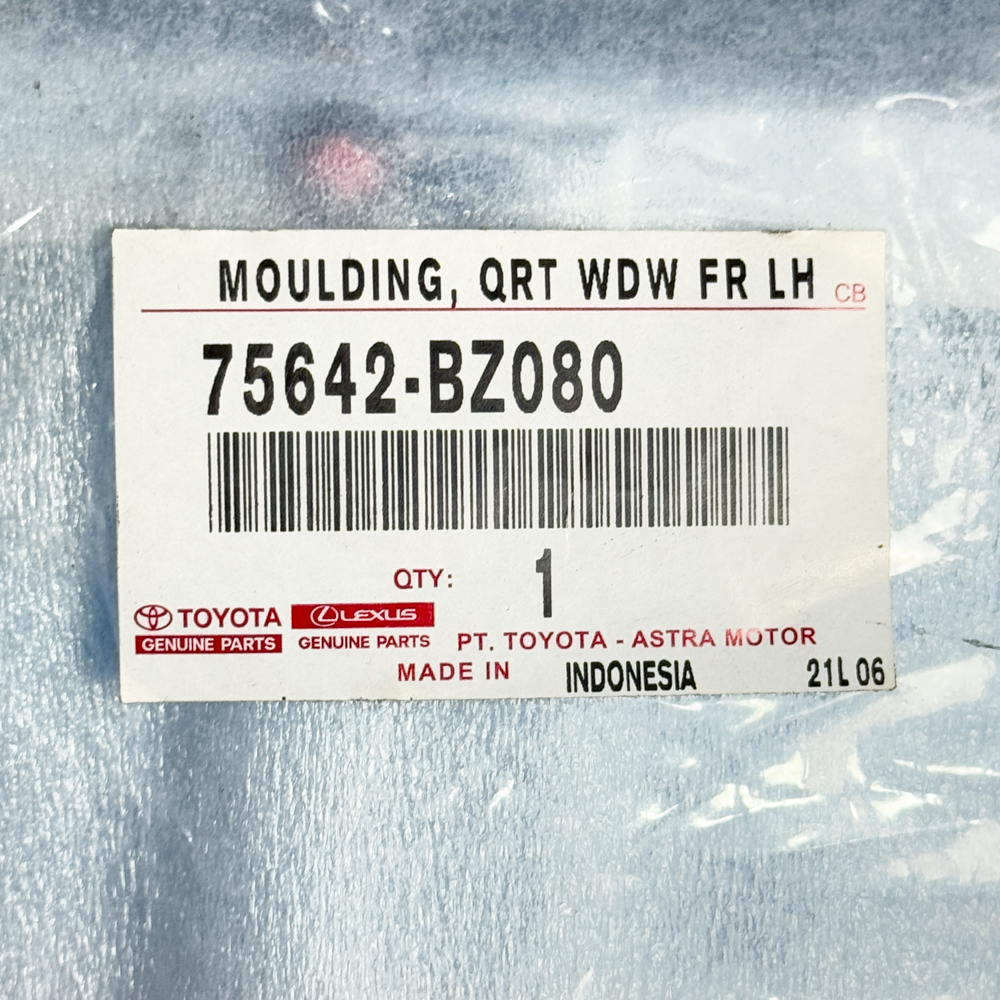 MOULDING, QRT WDW FR LH CB
75642-BZ080
QTY: 1
TOYOTA LEXUS
GENUINE PARTS GENUINE PARTS PT. TOYOTA - ASTRA MOTOR
MADE IN INDONESIA 21L 06